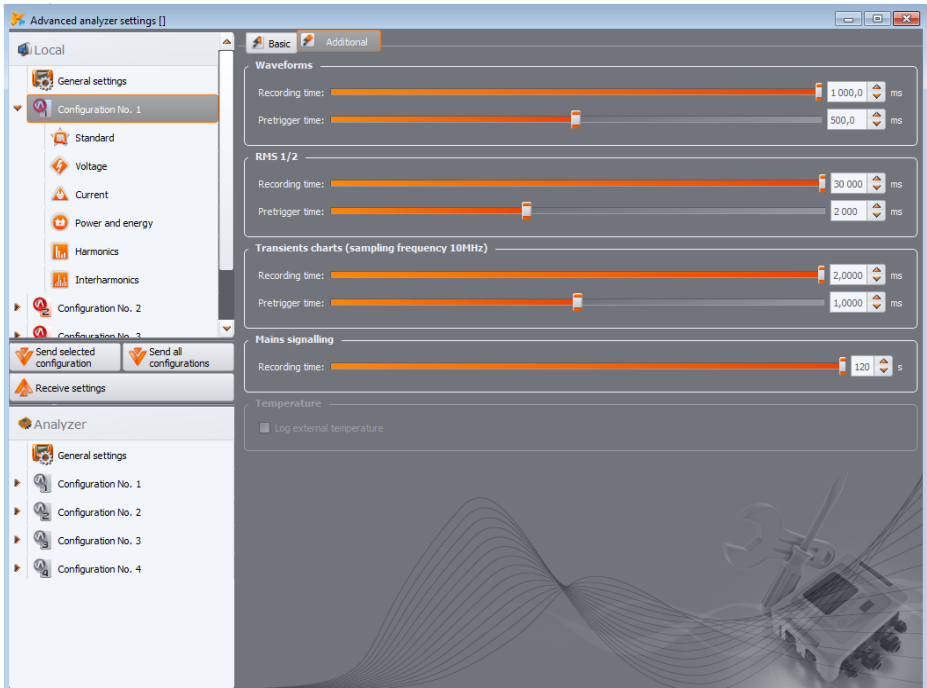 Advanced analyzer settings []
Local
General settings
Configuration No. 1
Standard
Voltage
Current
Power and energy
Harmonics
Interharmonics
Configuration No. 2
Configuration No. 3
Send selected configuration
Send all configurations
Receive settings
Analyzer
General settings
Configuration No. 1
Configuration No. 2
Configuration No. 3
Configuration No. 4
Basic
Additional
Waveforms
Recording time: 1 000,0 ms
Pretrigger time: 500,0 ms
RMS 1/2
Recording time: 30 000 ms
Pretrigger time: 2 000 ms
Transients charts (sampling frequency 10MHz)
Recording time: 2,0000 ms
Pretrigger time: 1,0000 ms
Mains signalling
Recording time: 120 s
Temperature
Log external temperature